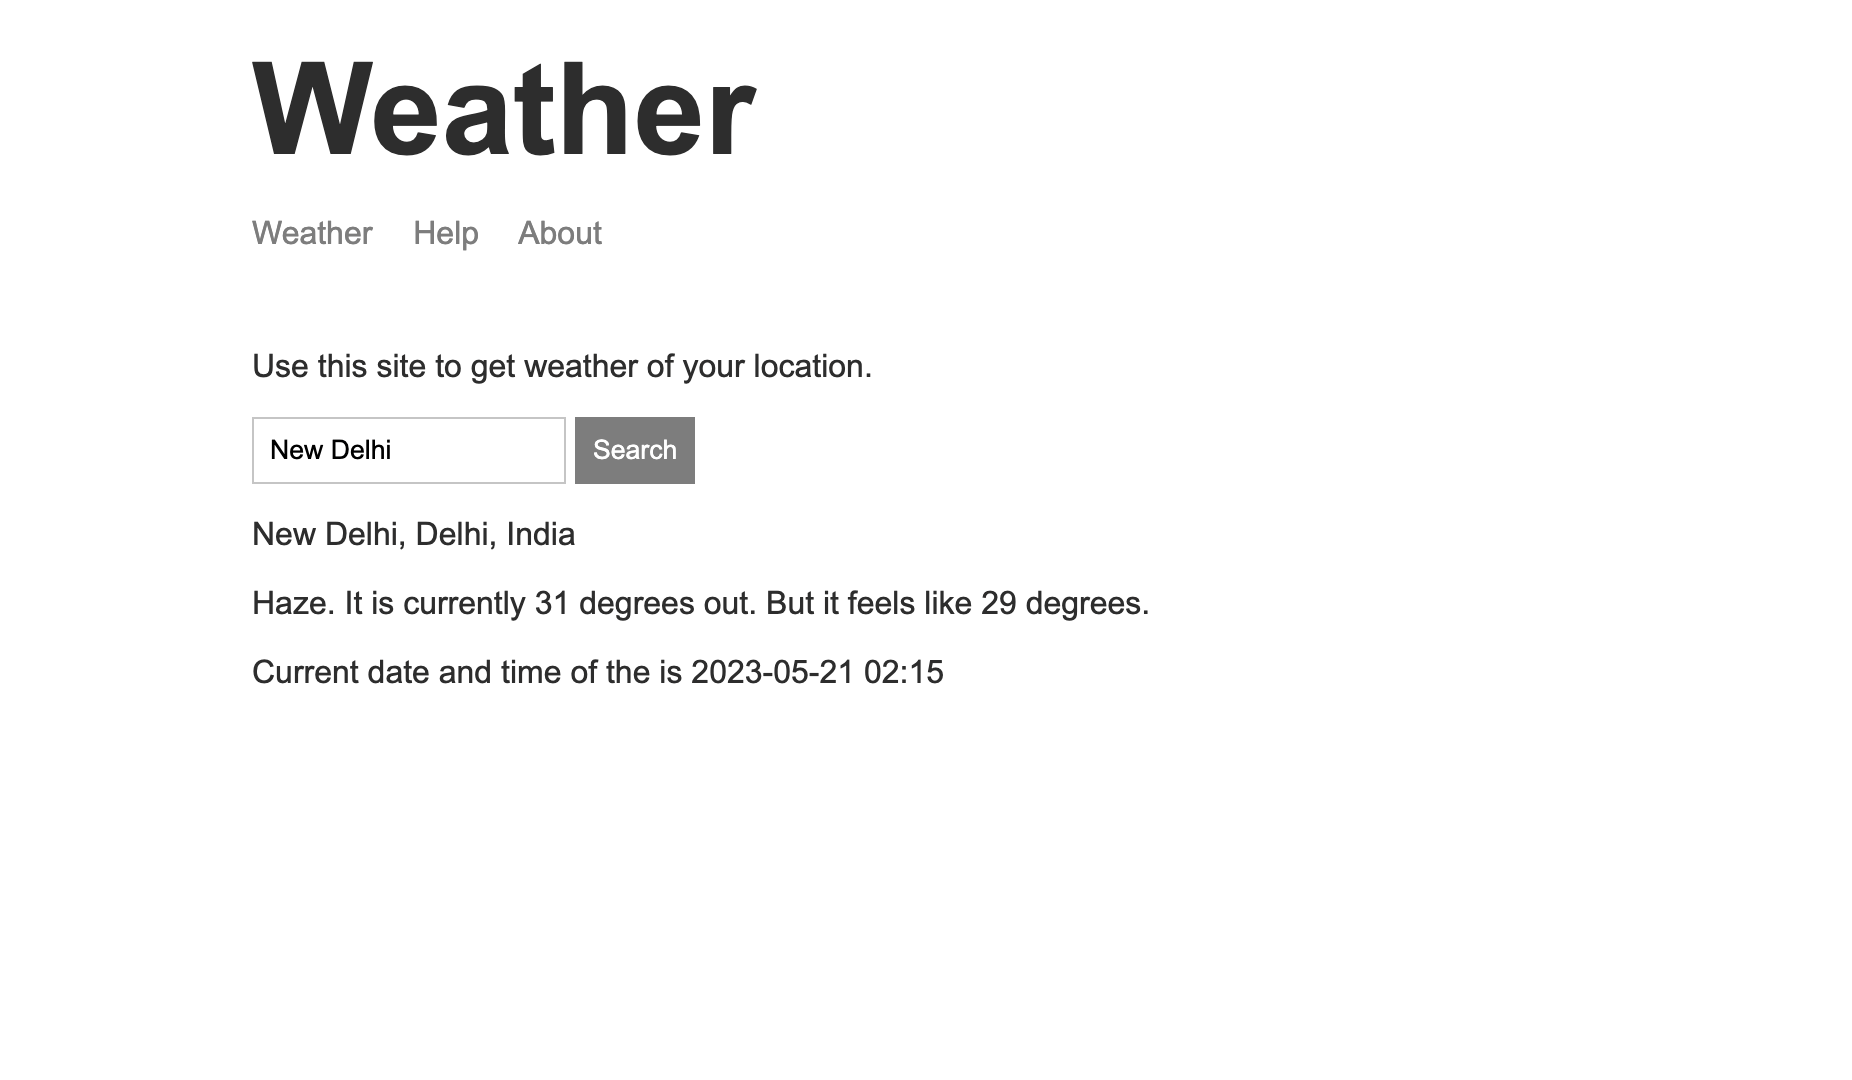 Weather
Weather Help About
Use this site to get weather of your location.
New Delhi Search
New Delhi, Delhi, India
Haze. It is currently 31 degrees out. But it feels like 29 degrees.
Current date and time of the is 2023-05-21 02:15